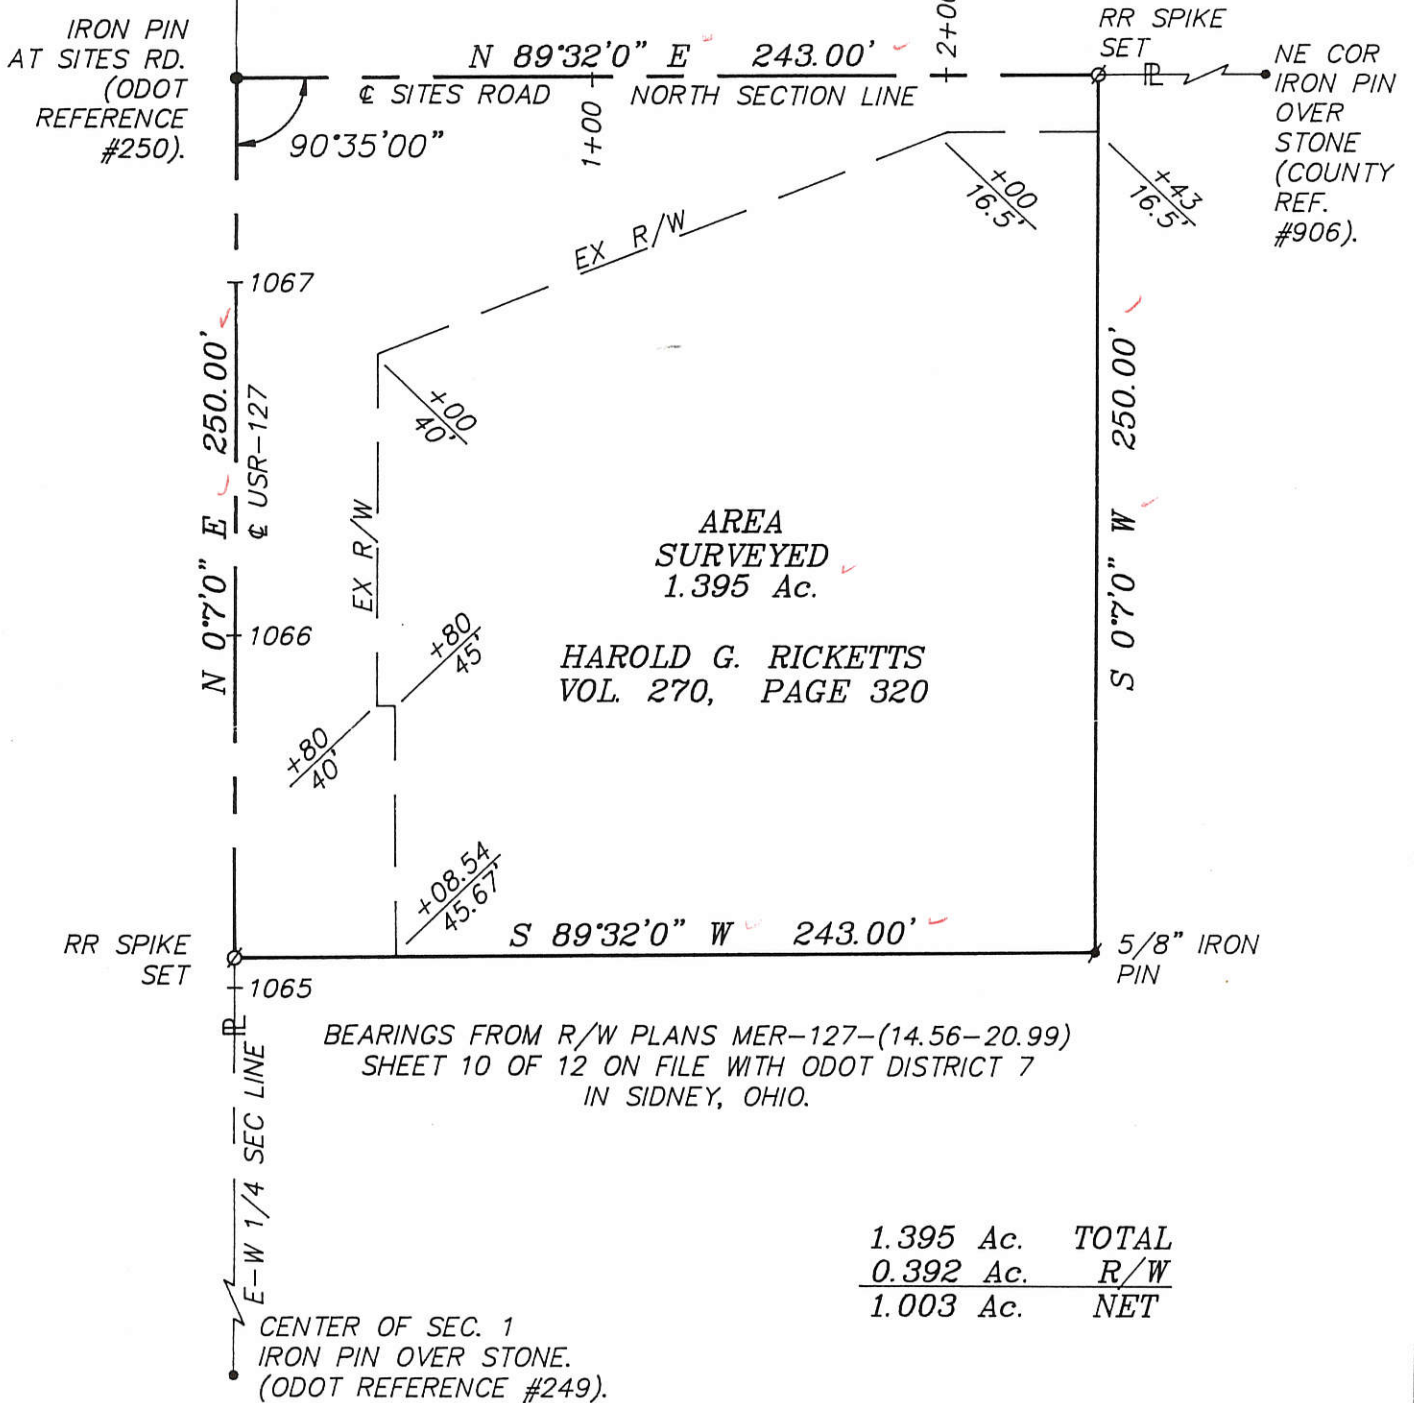 IRON PIN
AT SITES RD.
(ODOT
REFERENCE
#250).
N 89°32'0" E 243.00'
2+00
RR SPIKE
SET
℄ SITES ROAD
1+00
NORTH SECTION LINE
PL
NE COR
IRON PIN
OVER
STONE
(COUNTY
REF.
#906).
90°35'00"
+00
16.5'
+43
16.5'
EX R/W
1067
N 0°7'0" E 250.00'
℄ USR-127
+00
40'
EX R/W
S 0°7'0" W 250.00'
AREA
SURVEYED
1.395 Ac.
1066
+80
45'
HAROLD G. RICKETTS
VOL. 270, PAGE 320
+80
40'
+08.54
45.67'
S 89°32'0" W 243.00'
RR SPIKE
SET
5/8" IRON
PIN
1065
PL
BEARINGS FROM R/W PLANS MER-127-(14.56-20.99)
SHEET 10 OF 12 ON FILE WITH ODOT DISTRICT 7
IN SIDNEY, OHIO.
E-W 1/4 SEC LINE
1.395 Ac. TOTAL
0.392 Ac. R/W
1.003 Ac. NET
CENTER OF SEC. 1
IRON PIN OVER STONE.
(ODOT REFERENCE #249).